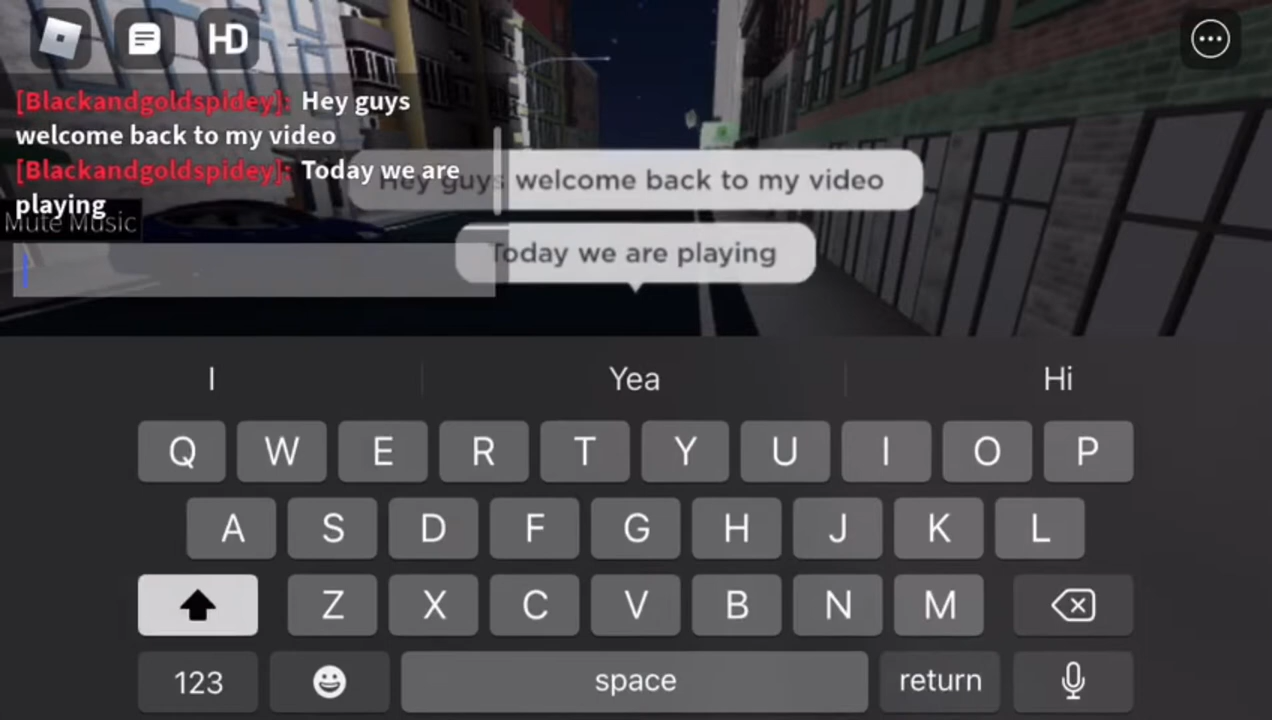 HD
[Blackandgoldspidey]: Hey guys
welcome back to my video
[Blackandgoldspidey]: Today we are
playing
Mute Music
Hey guys welcome back to my video
Today we are playing
I Yea Hi
Q W E R T Y U I O P
A S D F G H J K L
Z X C V B N M
123 space return